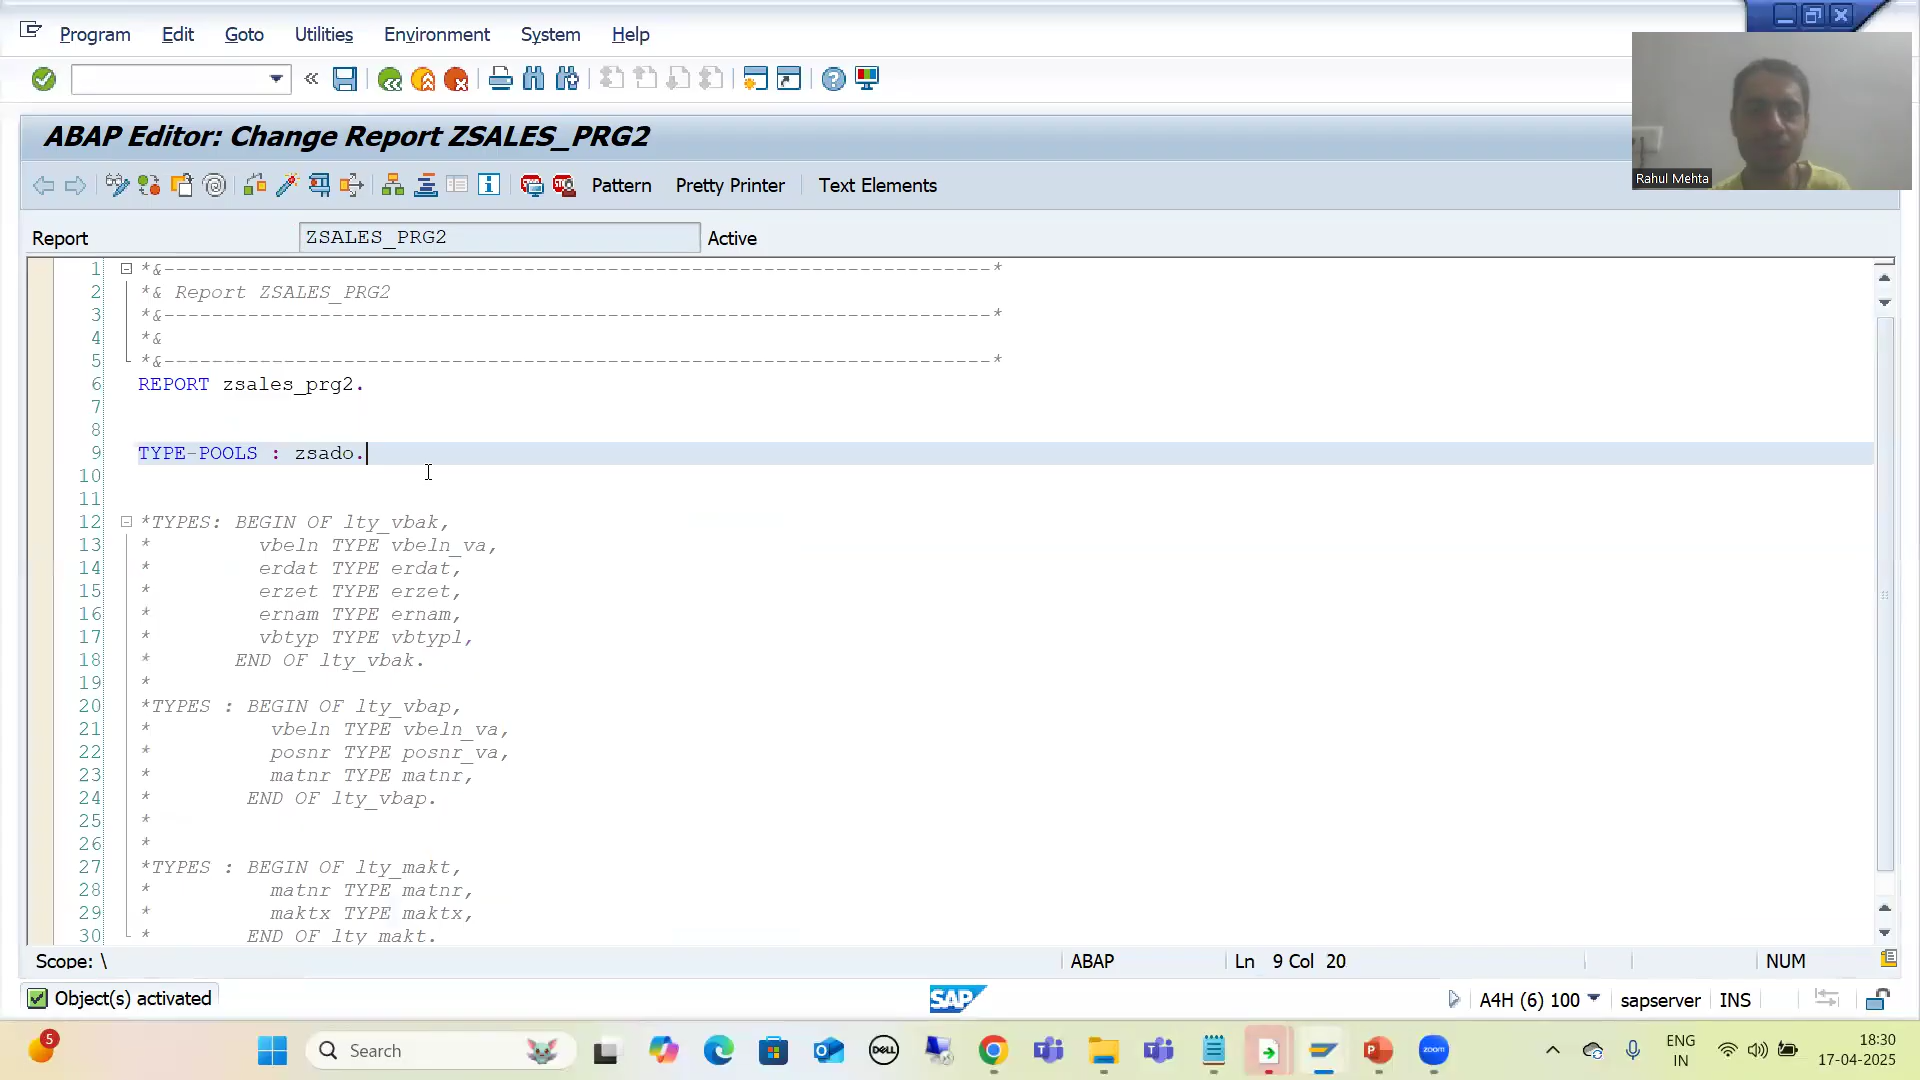 Program Edit Goto Utilities Environment System Help
ABAP Editor: Change Report ZSALES_PRG2
Pattern Pretty Printer Text Elements
Rahul Mehta
Report ZSALES_PRG2 Active
1 *&---------------------------------------------------------------------*
2 *& Report ZSALES_PRG2
3 *&---------------------------------------------------------------------*
4 *&
5 *&---------------------------------------------------------------------*
6 REPORT zsales_prg2.
7
8
9 TYPE-POOLS : zsado.
10
11
12 *TYPES: BEGIN OF lty_vbak,
13 * vbeln TYPE vbeln_va,
14 * erdat TYPE erdat,
15 * erzet TYPE erzet,
16 * ernam TYPE ernam,
17 * vbtyp TYPE vbtypl,
18 * END OF lty_vbak.
19 *
20 *TYPES : BEGIN OF lty_vbap,
21 * vbeln TYPE vbeln_va,
22 * posnr TYPE posnr_va,
23 * matnr TYPE matnr,
24 * END OF lty_vbap.
25 *
26 *
27 *TYPES : BEGIN OF lty_makt,
28 * matnr TYPE matnr,
29 * maktx TYPE maktx,
30 * END OF lty_makt.
Scope: \ ABAP Ln 9 Col 20 NUM
Object(s) activated SAP A4H (6) 100 sapserver INS
5 Search DELL zoom ENG IN 18:30 17-04-2025